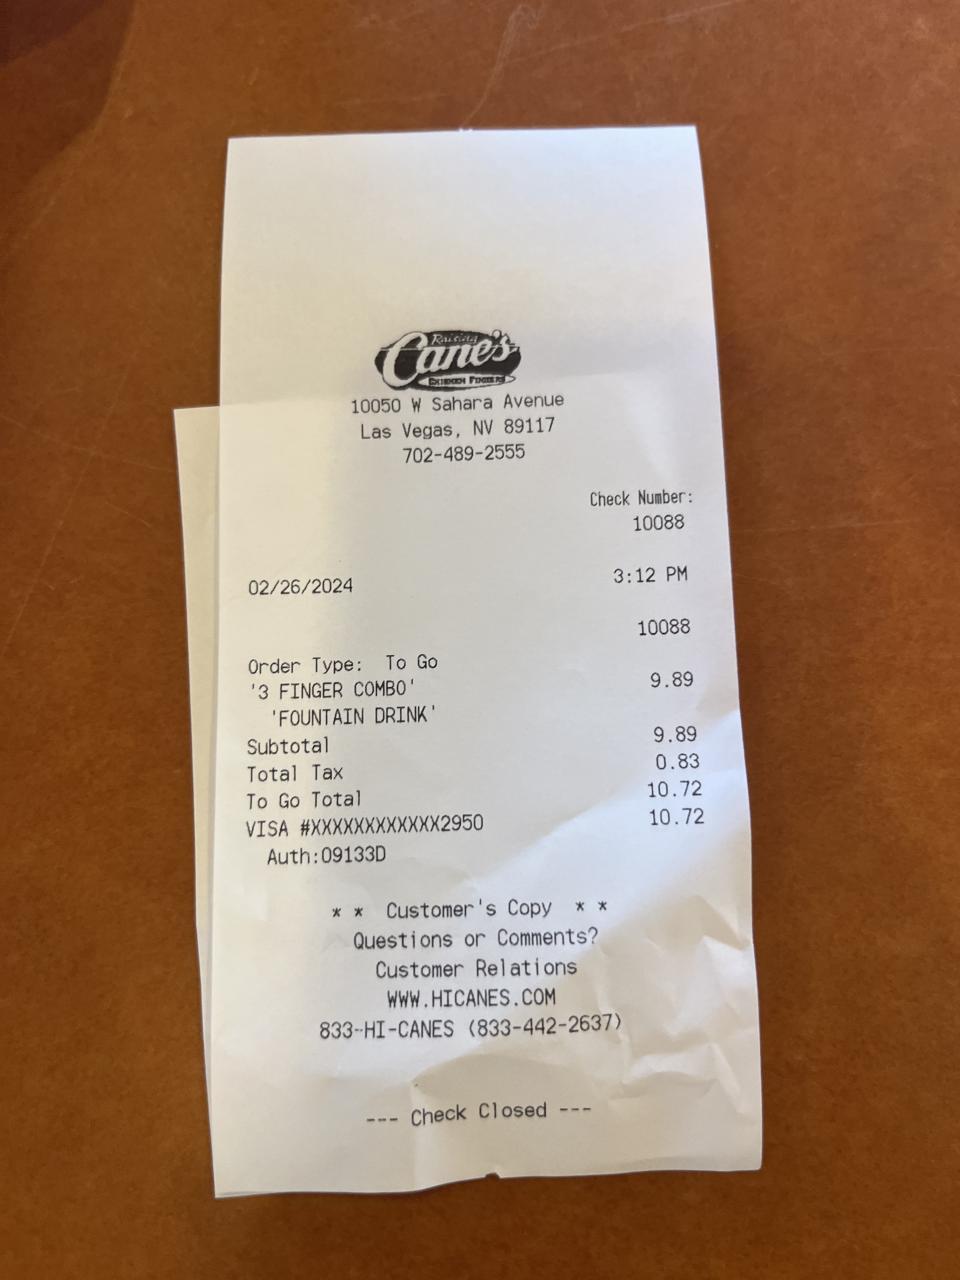 Raising
Cane's
CHICKEN FINGERS
10050 W Sahara Avenue
Las Vegas, NV 89117
702-489-2555
Check Number:
10088
02/26/2024 3:12 PM
10088
Order Type: To Go
'3 FINGER COMBO' 9.89
'FOUNTAIN DRINK'
Subtotal 9.89
Total Tax 0.83
To Go Total 10.72
VISA #XXXXXXXXXXXX2950 10.72
Auth:09133D
* * Customer's Copy * *
Questions or Comments?
Customer Relations
WWW.HICANES.COM
833-HI-CANES (833-442-2637)
--- Check Closed ---